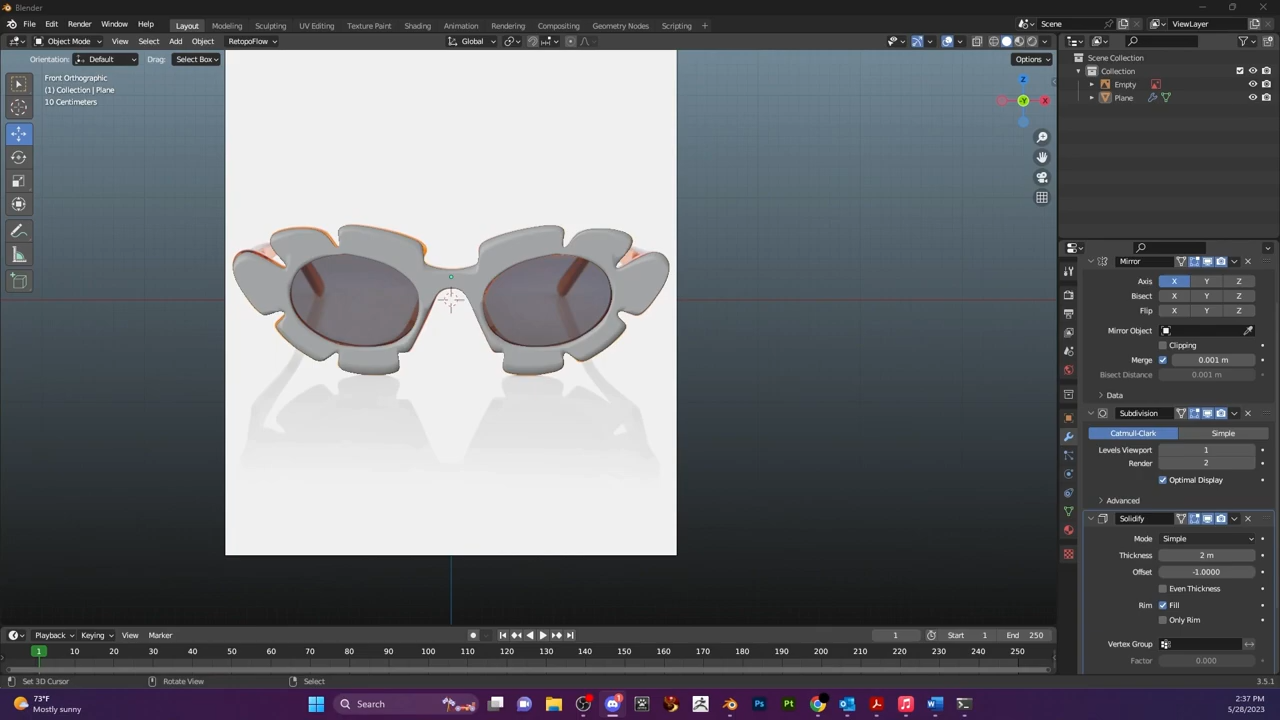 Blender
File Edit Render Window Help
Layout Modeling Sculpting UV Editing Texture Paint Shading Animation Rendering Compositing Geometry Nodes Scripting +
Scene
ViewLayer
Object Mode View Select Add Object RetopoFlow
Global
Orientation: Default Drag: Select Box
Options
Front Orthographic
(1) Collection | Plane
10 Centimeters
Z
-Y
X
Scene Collection
Collection
Empty
Plane
Mirror
Axis X Y Z
Bisect X Y Z
Flip X Y Z
Mirror Object
Clipping
Merge 0.001 m
Bisect Distance 0.001 m
Data
Subdivision
Catmull-Clark Simple
Levels Viewport 1
Render 2
Optimal Display
Advanced
Solidify
Mode Simple
Thickness 2 m
Offset -1.0000
Even Thickness
Rim Fill
Only Rim
Vertex Group
Factor 0.000
Playback Keying View Marker
1 Start 1 End 250
1 10 20 30 40 50 60 70 80 90 100 110 120 130 140 150 160 170 180 190 200 210 220 230 240 250
Set 3D Cursor Rotate View Select
3.5.1
73°F
Mostly sunny
Search
1
Ps
Pt
2:37 PM
5/28/2023